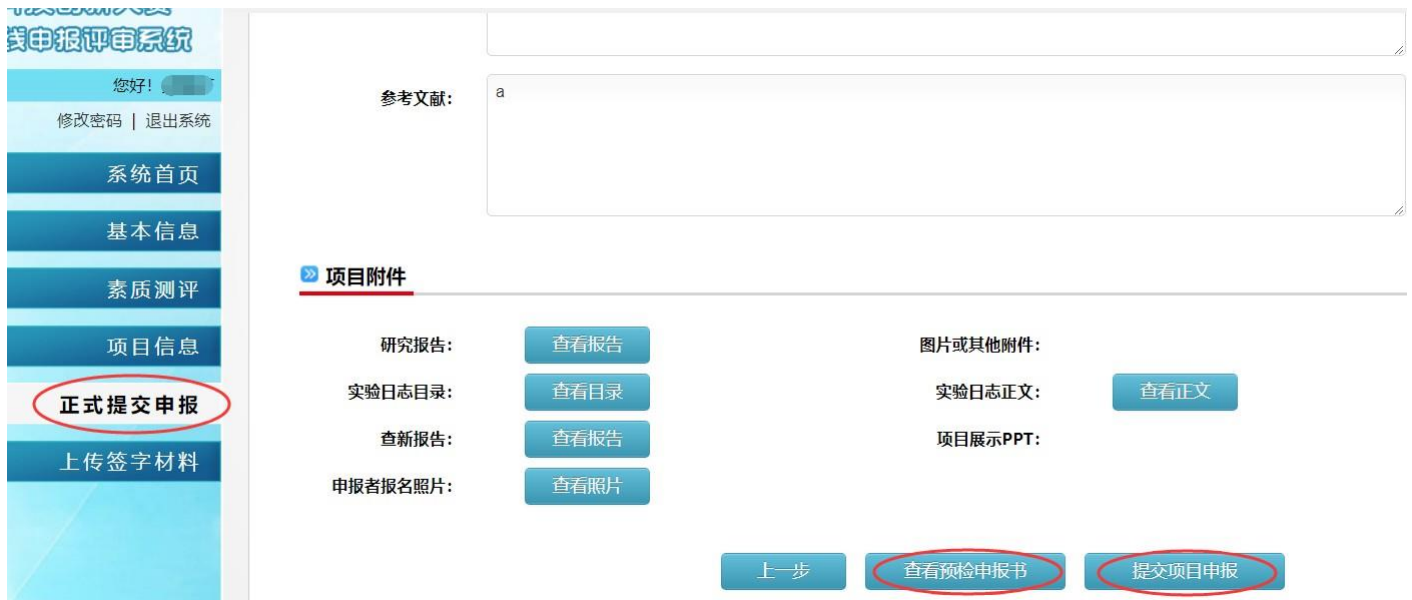 线申报评审系统
您好!
修改密码 | 退出系统
系统首页
基本信息
素质测评
项目信息
正式提交申报
上传签字材料
参考文献:
a
项目附件
研究报告: 查看报告
图片或其他附件:
实验日志目录: 查看目录
实验日志正文: 查看正文
查新报告: 查看报告
项目展示PPT:
申报者报名照片: 查看照片
上一步
查看预检申报书
提交项目申报